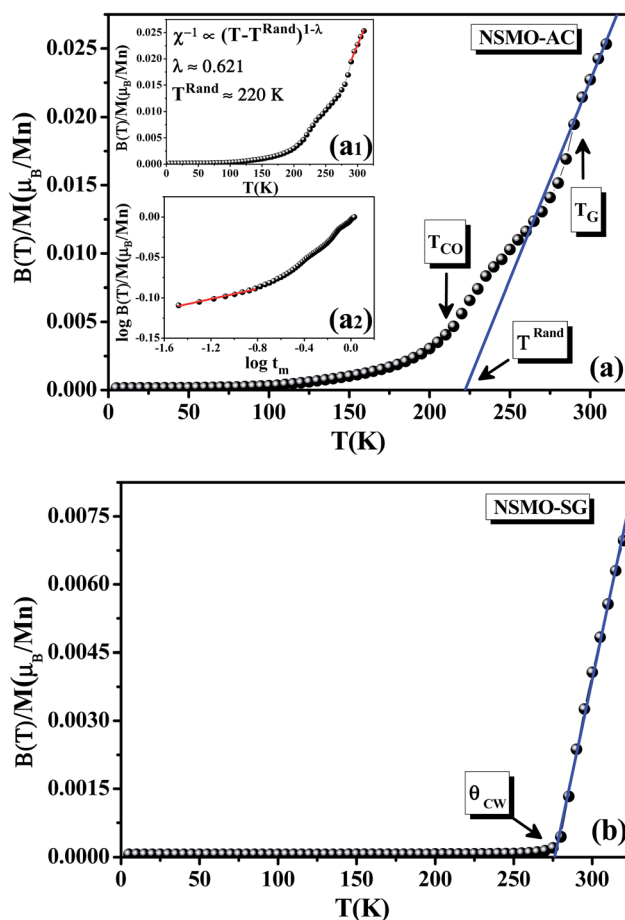 NSMO-AC
B(T)/M(μ_B/Mn)
0.025
0.020
0.015
0.010
0.005
0.000
0 50 100 150 200 250 300
T(K)
χ⁻¹ ∝ (T-T^Rand)^1-λ
λ ≈ 0.621
T^Rand ≈ 220 K
B(T)/M(μ_B/Mn)
0.025
0.020
0.015
0.010
0.005
0.000
0 50 100 150 200 250 300
T(K)
(a1)
log B(T)/M(μ_B/Mn)
0.00
-0.05
-0.10
-0.15
-1.6 -1.2 -0.8 -0.4 0.0
log t_m
(a2)
T_CO
T_G
T^Rand
(a)
NSMO-SG
B(T)/M(μ_B/Mn)
0.0075
0.0060
0.0045
0.0030
0.0015
0.0000
0 50 100 150 200 250 300
T(K)
θ_CW
(b)